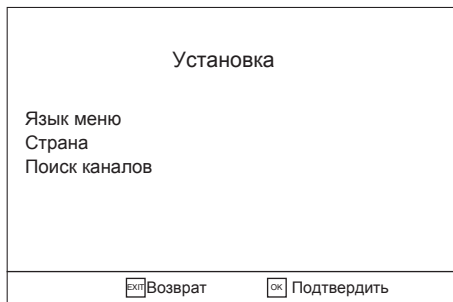 Установка
Язык меню
Страна
Поиск каналов
EXIT Возврат OK Подтвердить